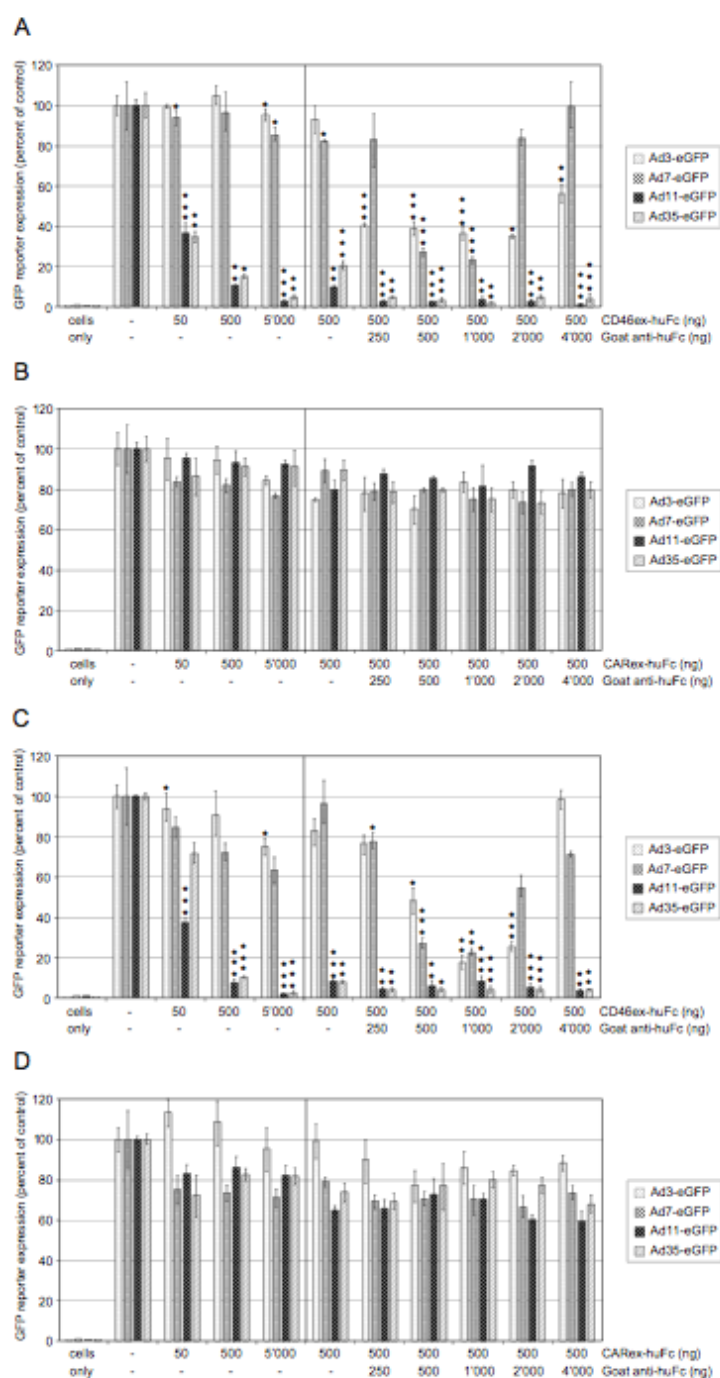 A
GFP reporter expression (percent of control)
120
100
80
60
40
20
0
Ad3-eGFP
Ad7-eGFP
Ad11-eGFP
Ad35-eGFP
cells - 50 500 5'000 500 500 500 500 500 500 CD46ex-huFc (ng)
only - - - - - 250 500 1'000 2'000 4'000 Goat anti-huFc (ng)
B
GFP reporter expression (percent of control)
120
100
80
60
40
20
0
Ad3-eGFP
Ad7-eGFP
Ad11-eGFP
Ad35-eGFP
cells - 50 500 5'000 500 500 500 500 500 500 CARex-huFc (ng)
only - - - - - 250 500 1'000 2'000 4'000 Goat anti-huFc (ng)
C
GFP reporter expression (percent of control)
120
100
80
60
40
20
0
Ad3-eGFP
Ad7-eGFP
Ad11-eGFP
Ad35-eGFP
cells - 50 500 5'000 500 500 500 500 500 500 CD46ex-huFc (ng)
only - - - - - 250 500 1'000 2'000 4'000 Goat anti-huFc (ng)
D
GFP reporter expression (percent of control)
120
100
80
60
40
20
0
Ad3-eGFP
Ad7-eGFP
Ad11-eGFP
Ad35-eGFP
cells - 50 500 5'000 500 500 500 500 500 500 CARex-huFc (ng)
only - - - - - 250 500 1'000 2'000 4'000 Goat anti-huFc (ng)